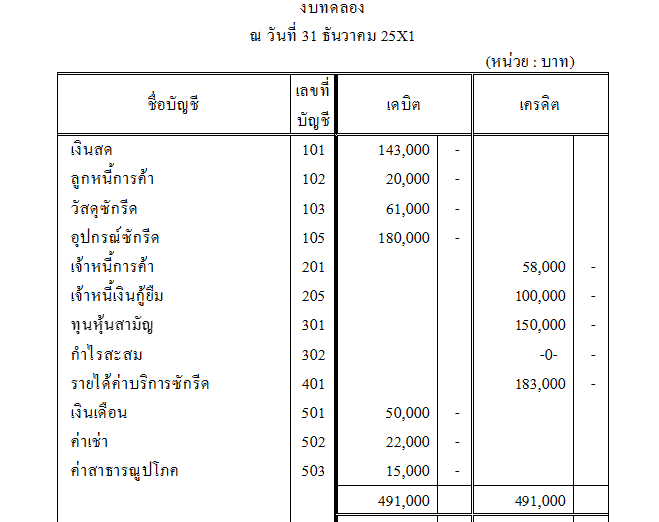 งบทดลอง
ณ วันที่ 31 ธันวาคม 25X1
(หน่วย : บาท)
ชื่อบัญชี เลขที่บัญชี เดบิต เครดิต
เงินสด 101 143,000 -
ลูกหนี้การค้า 102 20,000 -
วัสดุซักรีด 103 61,000 -
อุปกรณ์ซักรีด 105 180,000 -
เจ้าหนี้การค้า 201 58,000 -
เจ้าหนี้เงินกู้ยืม 205 100,000 -
ทุนหุ้นสามัญ 301 150,000 -
กำไรสะสม 302 -0- -
รายได้ค่าบริการซักรีด 401 183,000 -
เงินเดือน 501 50,000 -
ค่าเช่า 502 22,000 -
ค่าสาธารณูปโภค 503 15,000 -
491,000 491,000